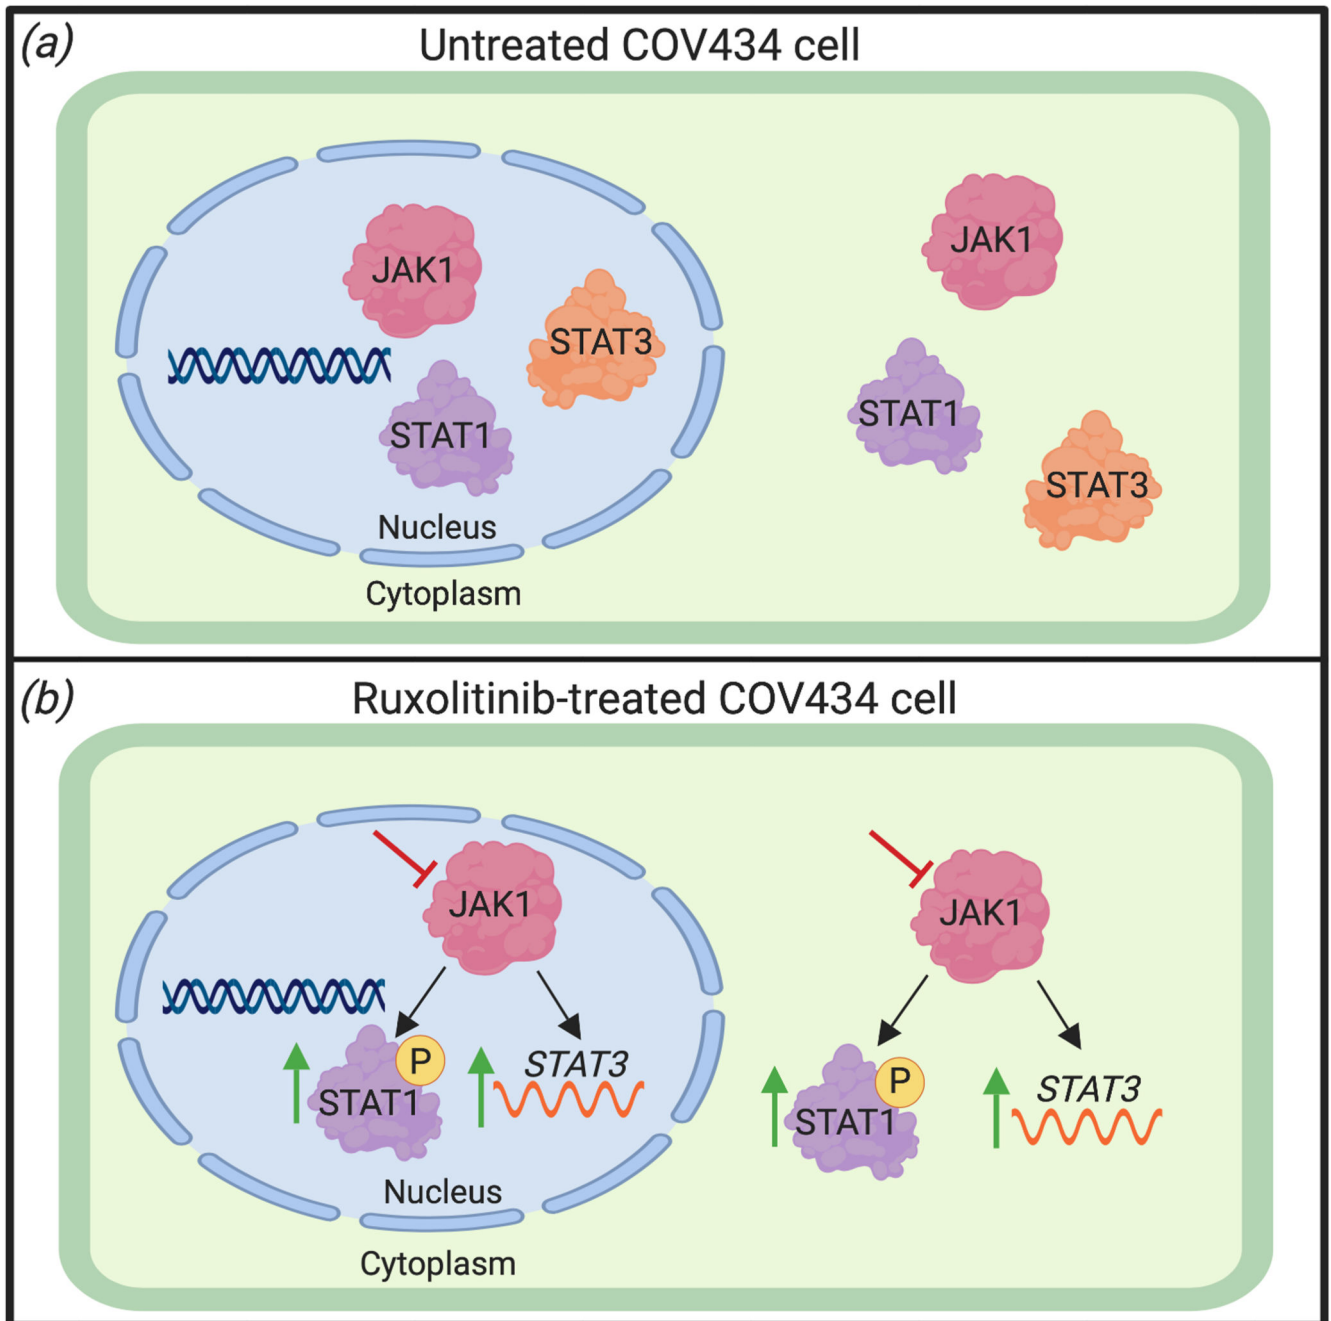 (a)
Untreated COV434 cell
JAK1
JAK1
STAT3
STAT1
STAT1
STAT3
Nucleus
Cytoplasm
(b)
Ruxolitinib-treated COV434 cell
JAK1
JAK1
P
STAT1
STAT3
P
STAT1
STAT3
Nucleus
Cytoplasm